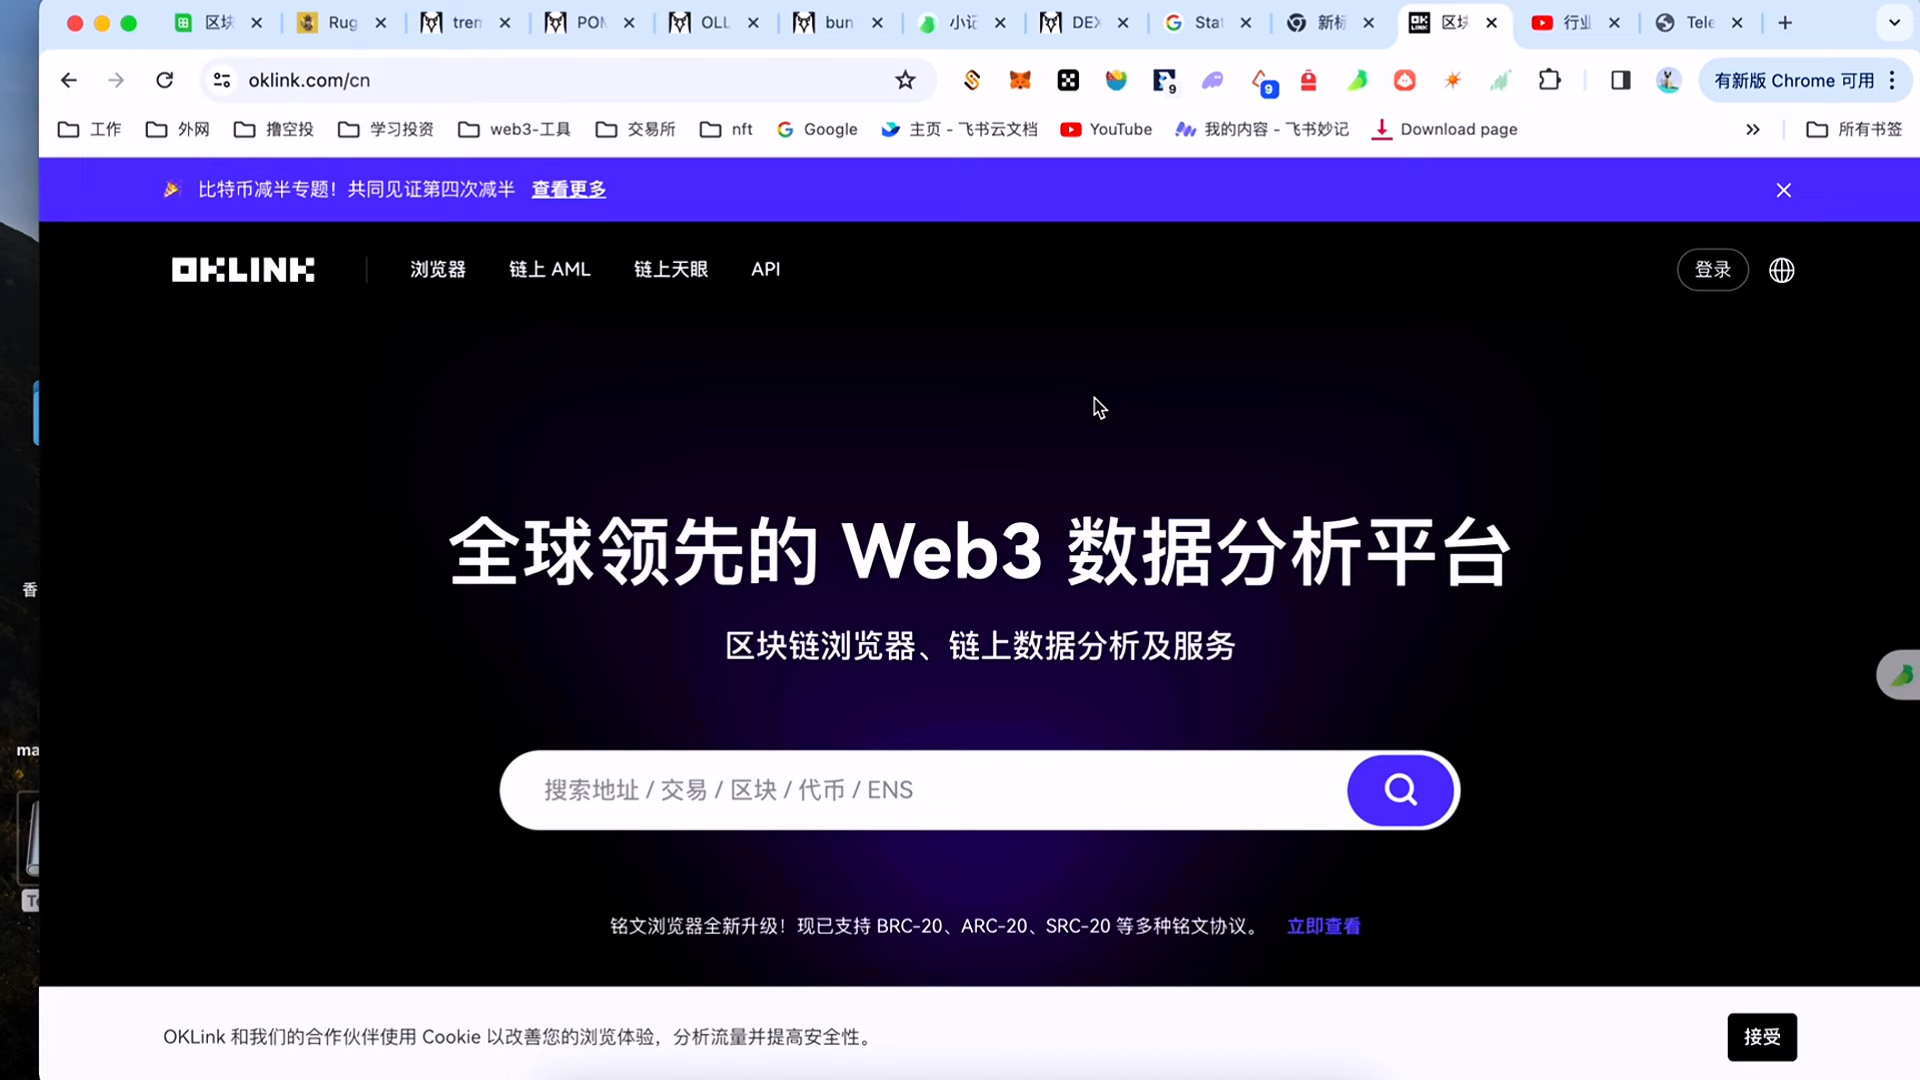 区块
Rug
tren
POM
OLL
bun
小记
DEX
Stat
新标
区块
行业
Tele
oklink.com/cn
9
9
有新版 Chrome 可用
工作
外网
撸空投
学习投资
web3-工具
交易所
nft
Google
主页 - 飞书云文档
YouTube
我的内容 - 飞书妙记
Download page
所有书签
比特币减半专题！共同见证第四次减半 查看更多
OKLINK
浏览器
链上 AML
链上天眼
API
登录
全球领先的 Web3 数据分析平台
区块链浏览器、链上数据分析及服务
搜索地址 / 交易 / 区块 / 代币 / ENS
铭文浏览器全新升级！现已支持 BRC-20、ARC-20、SRC-20 等多种铭文协议。 立即查看
OKLink 和我们的合作伙伴使用 Cookie 以改善您的浏览体验，分析流量并提高安全性。
接受
香
ma